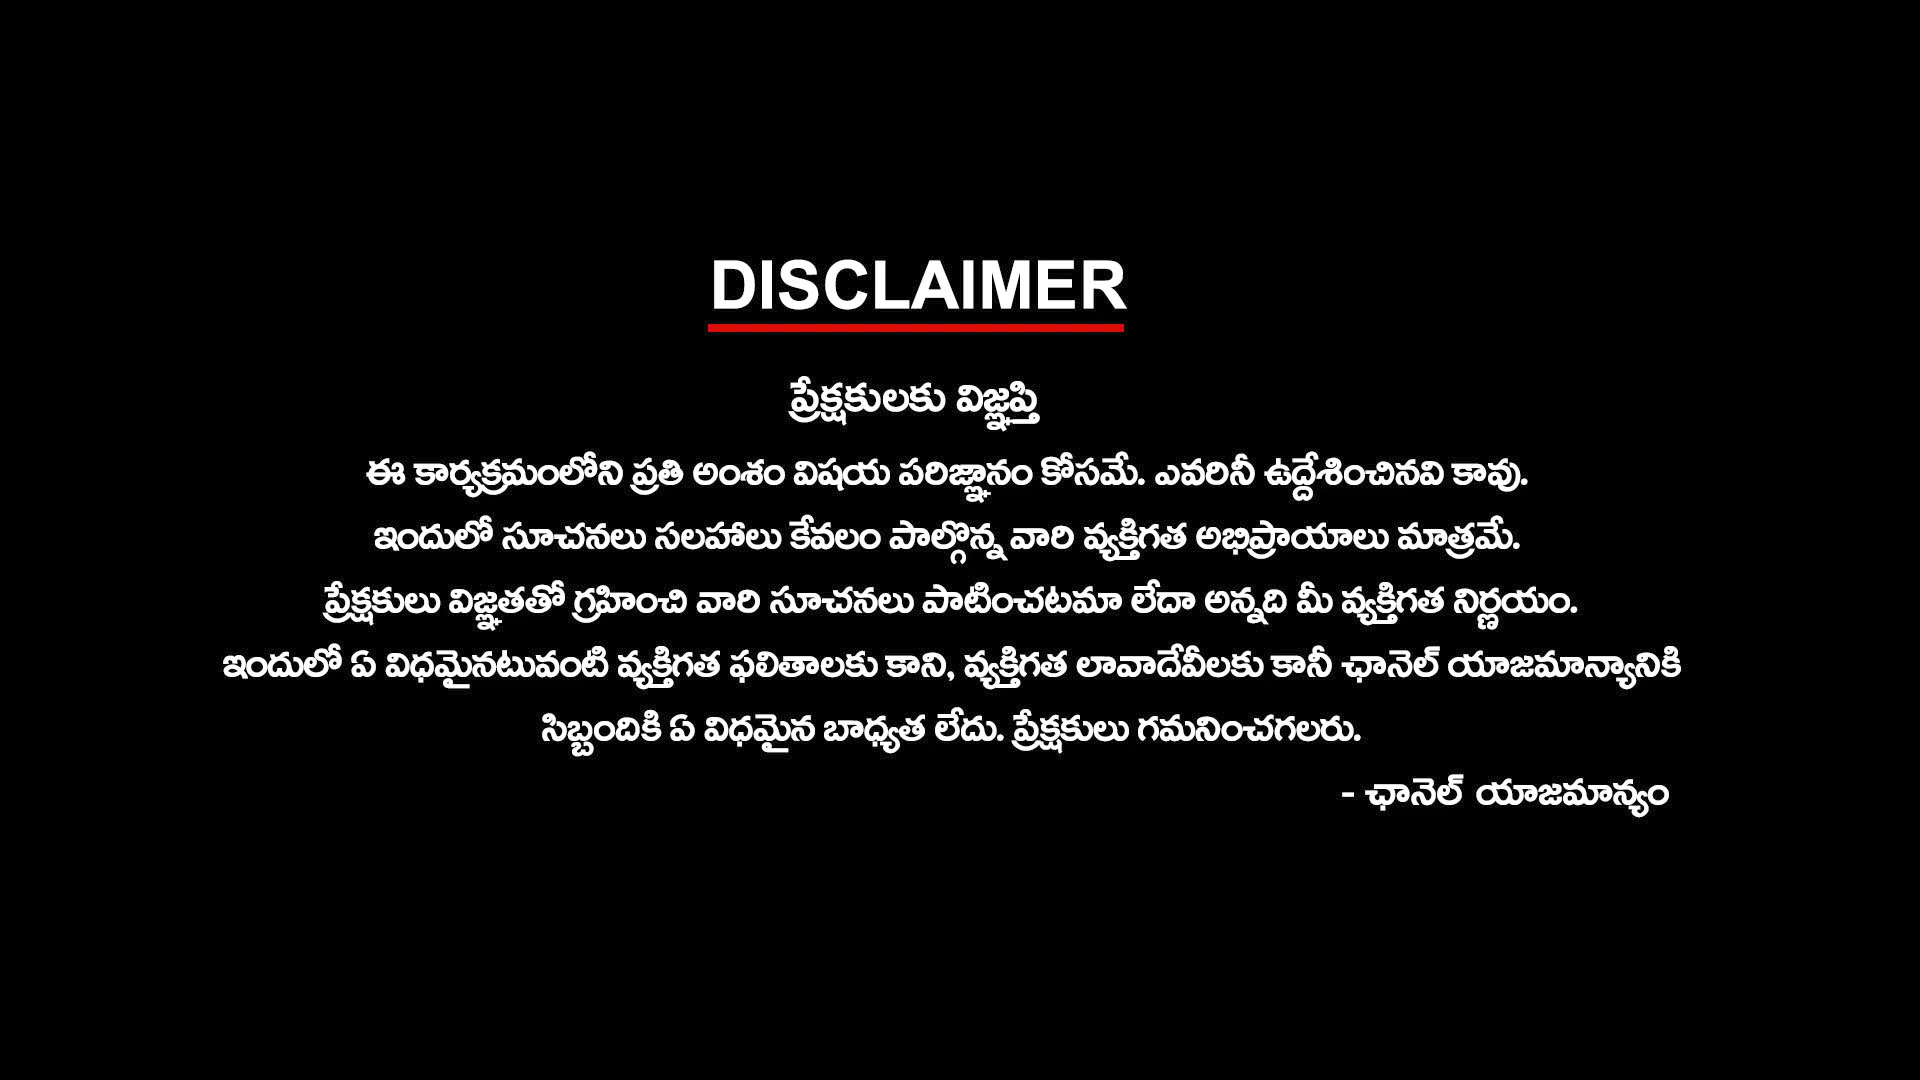 DISCLAIMER
ప్రేక్షకులకు విజ్ఞప్తి
ఈ కార్యక్రమంలోని ప్రతి అంశం విషయ పరిజ్ఞానం కోసమే. ఎవరినీ ఉద్దేశించినవి కావు.
ఇందులో సూచనలు సలహాలు కేవలం పాల్గొన్న వారి వ్యక్తిగత అభిప్రాయాలు మాత్రమే.
ప్రేక్షకులు విజ్ఞతతో గ్రహించి వారి సూచనలు పాటించటమా లేదా అన్నది మీ వ్యక్తిగత నిర్ణయం.
ఇందులో ఏ విధమైనటువంటి వ్యక్తిగత ఫలితాలకు కాని, వ్యక్తిగత లావాదేవీలకు కానీ ఛానెల్ యాజమాన్యానికి
సిబ్బందికి ఏ విధమైన బాధ్యత లేదు. ప్రేక్షకులు గమనించగలరు.
- ఛానెల్ యాజమాన్యం